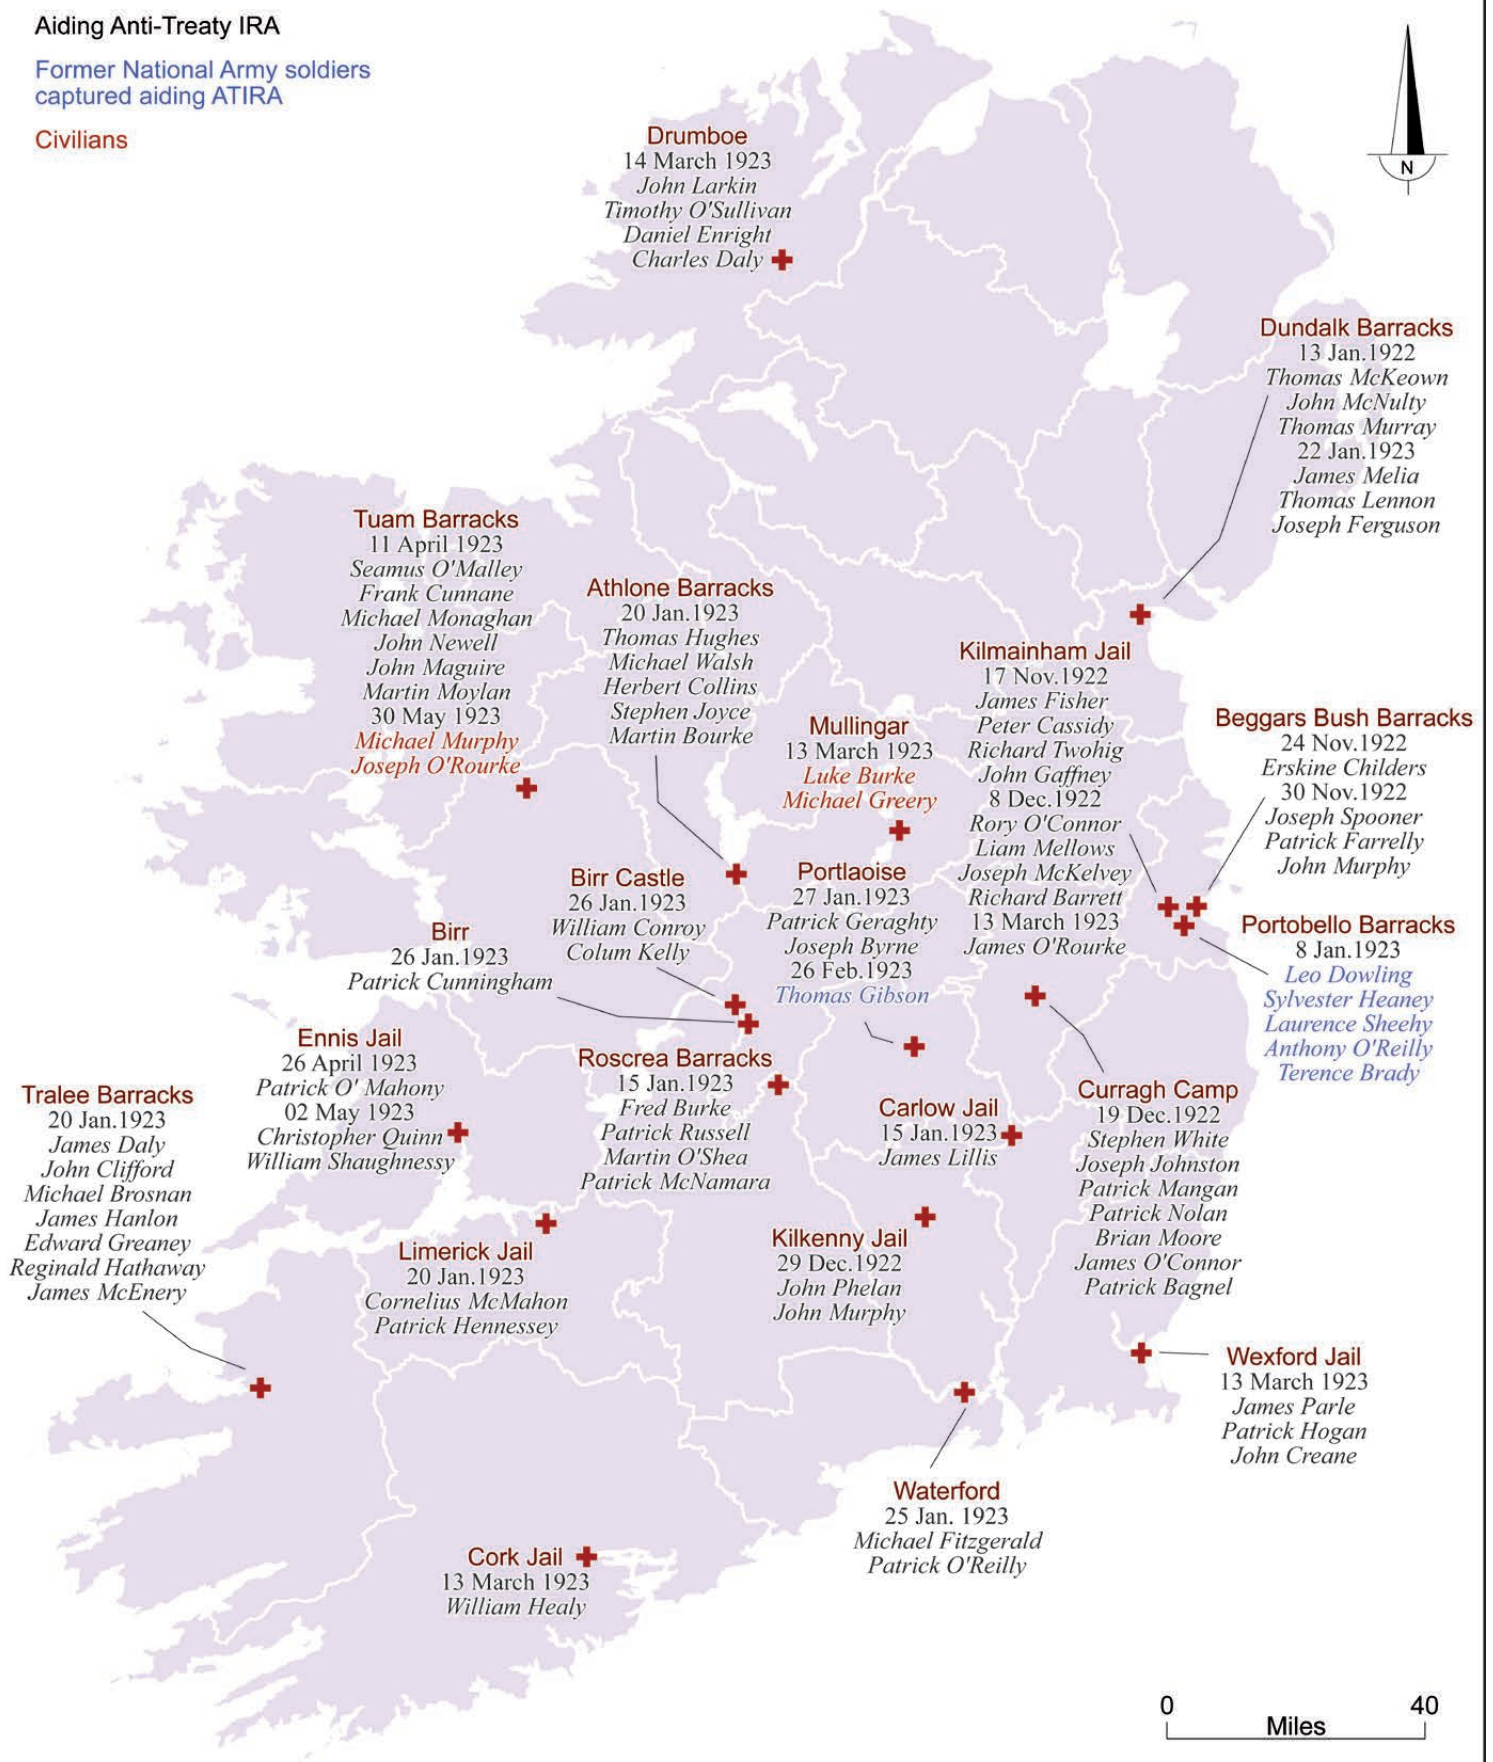 Aiding Anti-Treaty IRA
Former National Army soldiers
captured aiding ATIRA
Civilians
N
Drumboe
14 March 1923
John Larkin
Timothy O'Sullivan
Daniel Enright
Charles Daly
Dundalk Barracks
13 Jan.1922
Thomas McKeown
John McNulty
Thomas Murray
22 Jan.1923
James Melia
Thomas Lennon
Joseph Ferguson
Tuam Barracks
11 April 1923
Seamus O'Malley
Frank Cunnane
Michael Monaghan
John Newell
John Maguire
Martin Moylan
30 May 1923
Michael Murphy
Joseph O'Rourke
Athlone Barracks
20 Jan.1923
Thomas Hughes
Michael Walsh
Herbert Collins
Stephen Joyce
Martin Bourke
Mullingar
13 March 1923
Luke Burke
Michael Greery
Kilmainham Jail
17 Nov.1922
James Fisher
Peter Cassidy
Richard Twohig
John Gaffney
8 Dec.1922
Rory O'Connor
Liam Mellows
Joseph McKelvey
Richard Barrett
13 March 1923
James O'Rourke
Beggars Bush Barracks
24 Nov.1922
Erskine Childers
30 Nov.1922
Joseph Spooner
Patrick Farrelly
John Murphy
Portobello Barracks
8 Jan.1923
Leo Dowling
Sylvester Heaney
Laurence Sheehy
Anthony O'Reilly
Terence Brady
Birr Castle
26 Jan.1923
William Conroy
Colum Kelly
Birr
26 Jan.1923
Patrick Cunningham
Portlaoise
27 Jan.1923
Patrick Geraghty
Joseph Byrne
26 Feb.1923
Thomas Gibson
Ennis Jail
26 April 1923
Patrick O' Mahony
02 May 1923
Christopher Quinn
William Shaughnessy
Roscrea Barracks
15 Jan.1923
Fred Burke
Patrick Russell
Martin O'Shea
Patrick McNamara
Carlow Jail
15 Jan.1923
James Lillis
Curragh Camp
19 Dec.1922
Stephen White
Joseph Johnston
Patrick Mangan
Patrick Nolan
Brian Moore
James O'Connor
Patrick Bagnel
Tralee Barracks
20 Jan.1923
James Daly
John Clifford
Michael Brosnan
James Hanlon
Edward Greaney
Reginald Hathaway
James McEnery
Limerick Jail
20 Jan.1923
Cornelius McMahon
Patrick Hennessey
Kilkenny Jail
29 Dec.1922
John Phelan
John Murphy
Wexford Jail
13 March 1923
James Parle
Patrick Hogan
John Creane
Waterford
25 Jan. 1923
Michael Fitzgerald
Patrick O'Reilly
Cork Jail
13 March 1923
William Healy
0 40
Miles